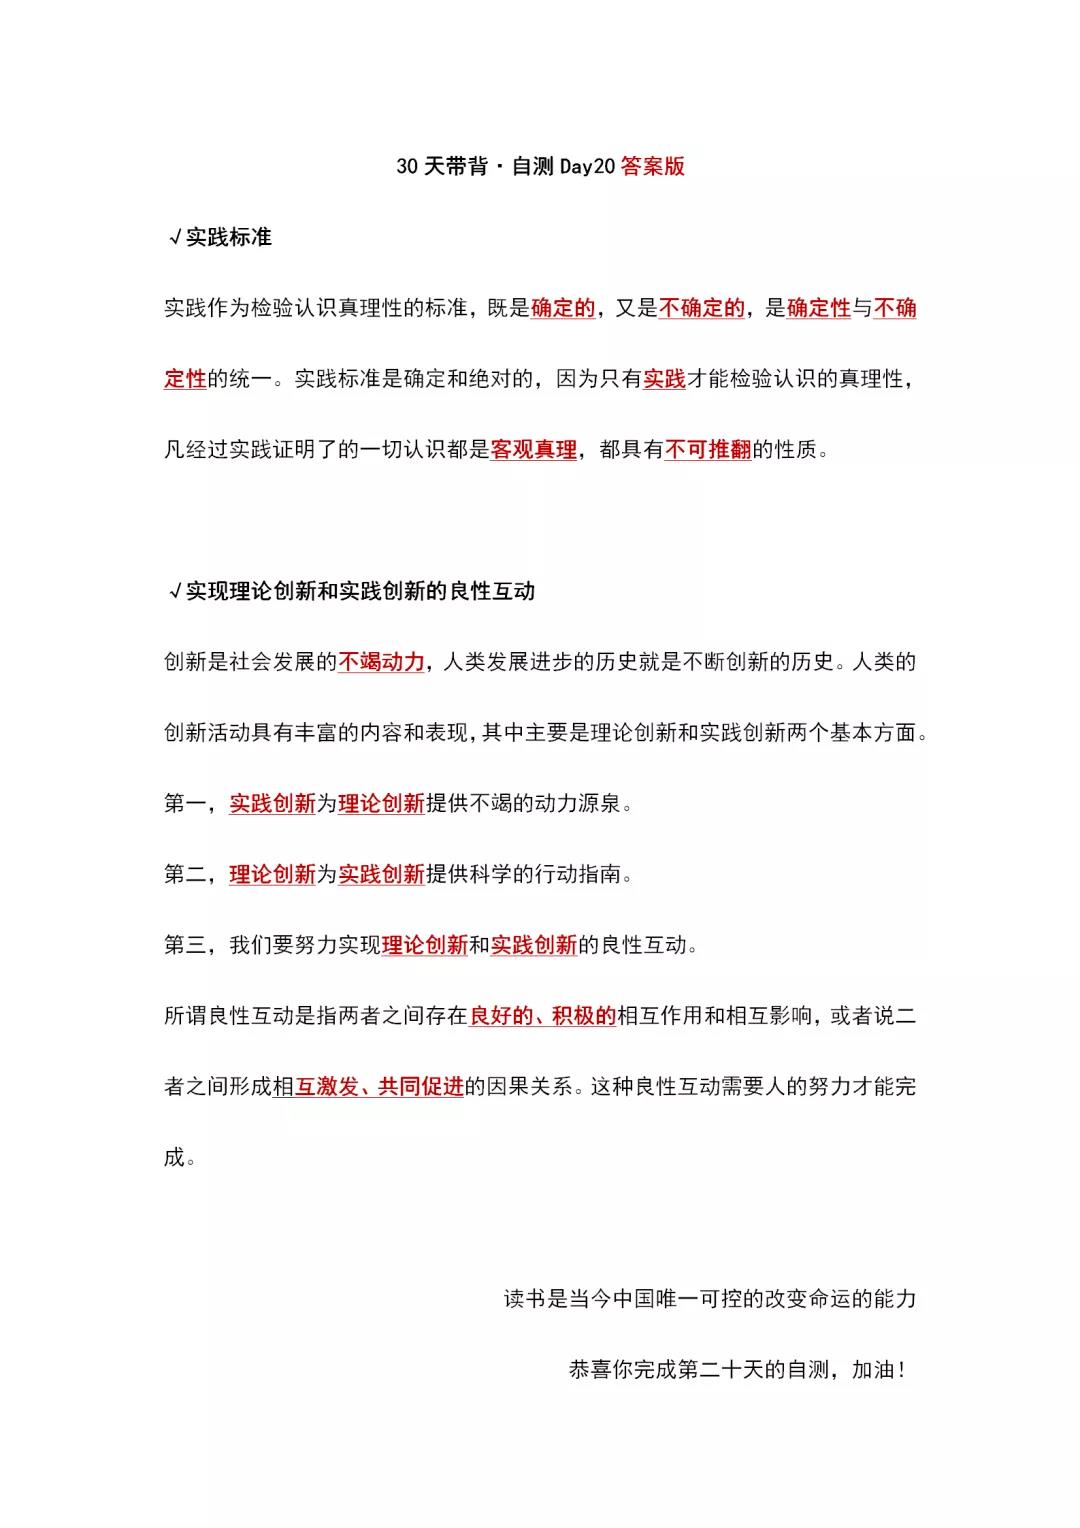 30 天带背·自测 Day20 答案版
√实践标准
实践作为检验认识真理性的标准，既是确定的，又是不确定的，是确定性与不确
定性的统一。实践标准是确定和绝对的，因为只有实践才能检验认识的真理性，
凡经过实践证明了的一切认识都是客观真理，都具有不可推翻的性质。
√实现理论创新和实践创新的良性互动
创新是社会发展的不竭动力，人类发展进步的历史就是不断创新的历史。人类的
创新活动具有丰富的内容和表现，其中主要是理论创新和实践创新两个基本方面。
第一，实践创新为理论创新提供不竭的动力源泉。
第二，理论创新为实践创新提供科学的行动指南。
第三，我们要努力实现理论创新和实践创新的良性互动。
所谓良性互动是指两者之间存在良好的、积极的相互作用和相互影响，或者说二
者之间形成相互激发、共同促进的因果关系。这种良性互动需要人的努力才能完
成。
读书是当今中国唯一可控的改变命运的能力
恭喜你完成第二十天的自测，加油！